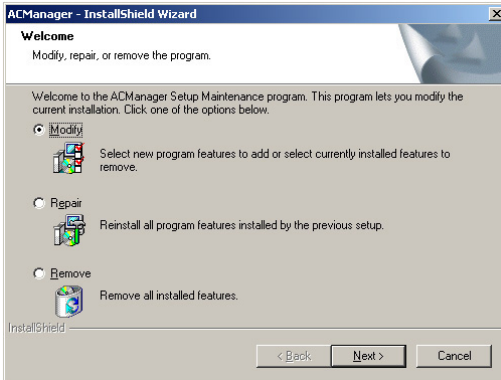 ACManager - InstallShield Wizard
Welcome
Modify, repair, or remove the program.
Welcome to the ACManager Setup Maintenance program. This program lets you modify the
current installation. Click one of the options below.
Modify
Select new program features to add or select currently installed features to
remove.
Repair
Reinstall all program features installed by the previous setup.
Remove
Remove all installed features.
InstallShield
< Back Next > Cancel